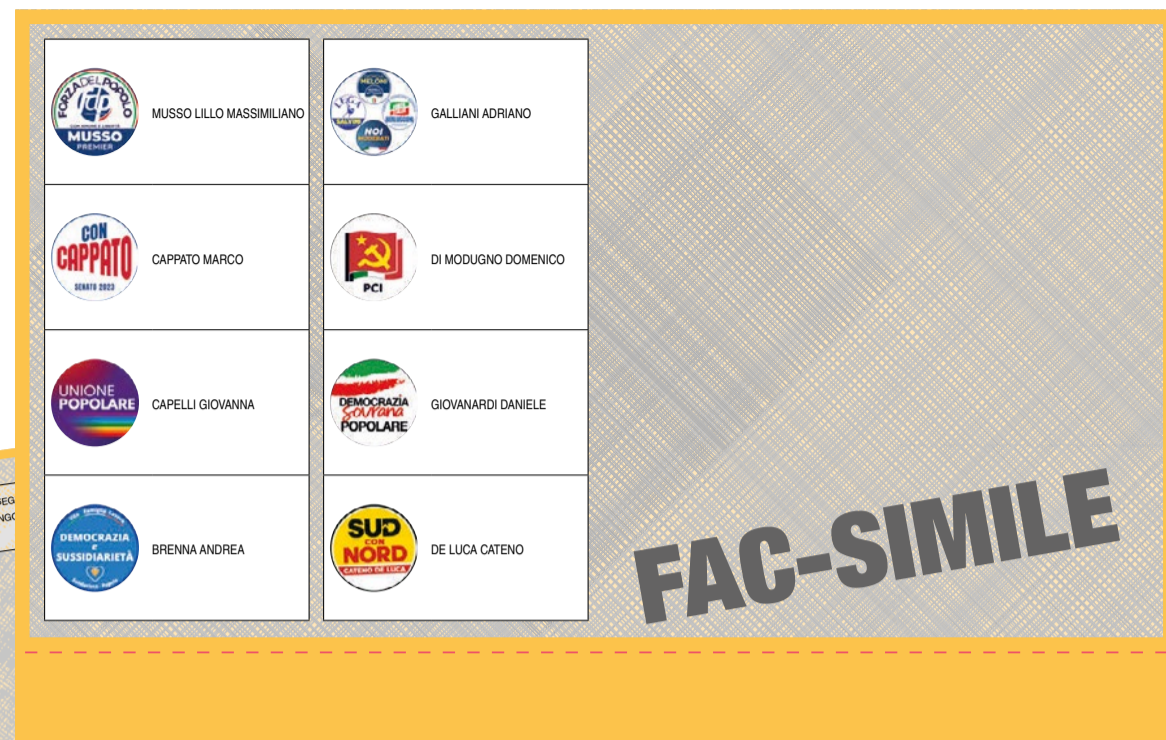 FORZA DEL POPOLO
fdp
MUSSO
PREMIER
MUSSO LILLO MASSIMILIANO
MELONI
LEGA
SALVINI
BERLUSCONI
NOI
MODERATI
GALLIANI ADRIANO
CON
CAPPATO
SENATO 2023
CAPPATO MARCO
PCI
DI MODUGNO DOMENICO
UNIONE
POPOLARE
CAPELLI GIOVANNA
DEMOCRAZIA
Sovrana
POPOLARE
GIOVANARDI DANIELE
DEMOCRAZIA
e
SUSSIDIARIETÀ
BRENNA ANDREA
SUD
CON
NORD
CATENO DE LUCA
DE LUCA CATENO
FAC-SIMILE